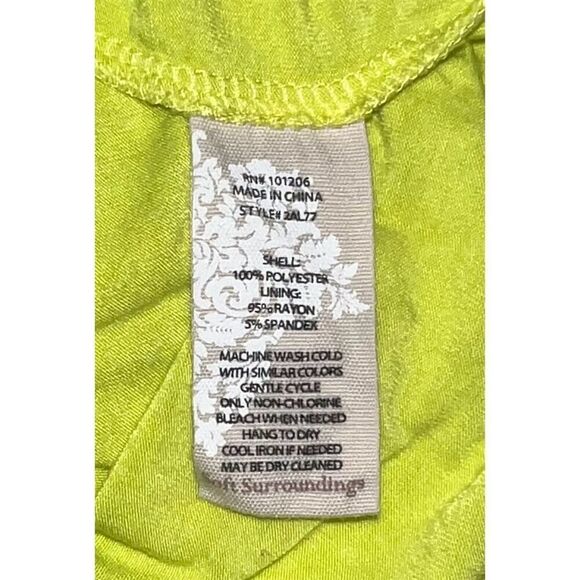 RN# 101206
MADE IN CHINA
STYLE# 2AL77
SHELL:
100% POLYESTER
LINING:
95% RAYON
5% SPANDEX
MACHINE WASH COLD
WITH SIMILAR COLORS
GENTLE CYCLE
ONLY NON-CHLORINE
BLEACH WHEN NEEDED
HANG TO DRY
COOL IRON IF NEEDED
MAY BE DRY CLEANED
oft Surroundings